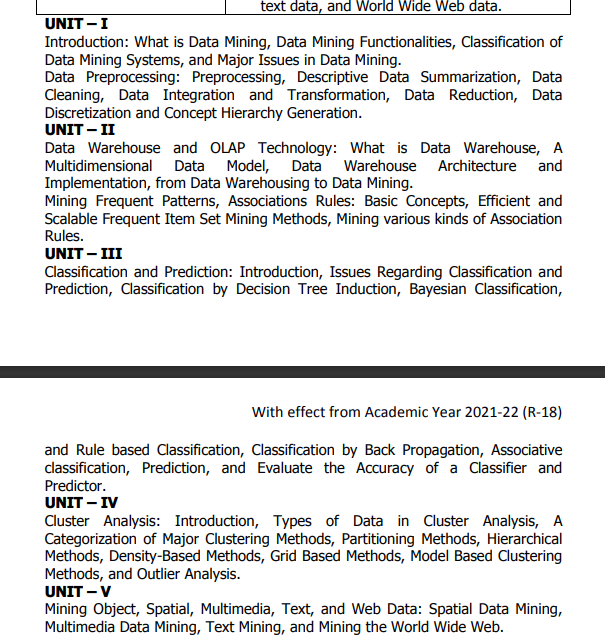 text data, and World Wide Web data.
UNIT – I
Introduction: What is Data Mining, Data Mining Functionalities, Classification of
Data Mining Systems, and Major Issues in Data Mining.
Data Preprocessing: Preprocessing, Descriptive Data Summarization, Data
Cleaning, Data Integration and Transformation, Data Reduction, Data
Discretization and Concept Hierarchy Generation.
UNIT – II
Data Warehouse and OLAP Technology: What is Data Warehouse, A
Multidimensional Data Model, Data Warehouse Architecture and
Implementation, from Data Warehousing to Data Mining.
Mining Frequent Patterns, Associations Rules: Basic Concepts, Efficient and
Scalable Frequent Item Set Mining Methods, Mining various kinds of Association
Rules.
UNIT – III
Classification and Prediction: Introduction, Issues Regarding Classification and
Prediction, Classification by Decision Tree Induction, Bayesian Classification,
With effect from Academic Year 2021-22 (R-18)
and Rule based Classification, Classification by Back Propagation, Associative
classification, Prediction, and Evaluate the Accuracy of a Classifier and
Predictor.
UNIT – IV
Cluster Analysis: Introduction, Types of Data in Cluster Analysis, A
Categorization of Major Clustering Methods, Partitioning Methods, Hierarchical
Methods, Density-Based Methods, Grid Based Methods, Model Based Clustering
Methods, and Outlier Analysis.
UNIT – V
Mining Object, Spatial, Multimedia, Text, and Web Data: Spatial Data Mining,
Multimedia Data Mining, Text Mining, and Mining the World Wide Web.